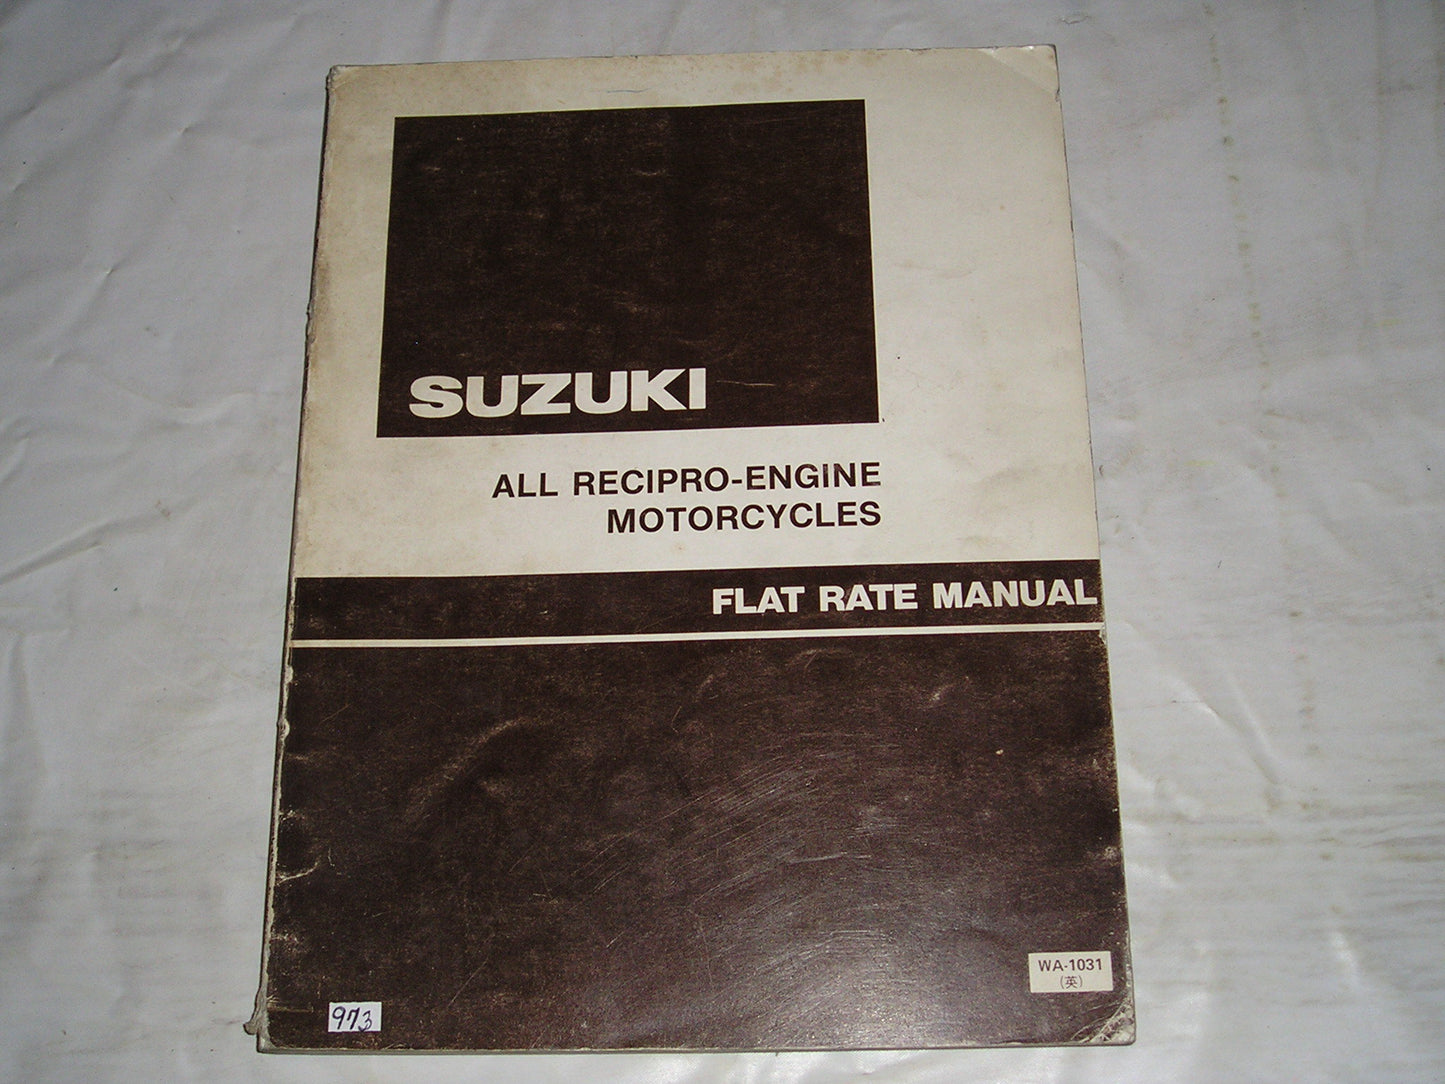 SUZUKI
ALL RECIPRO-ENGINE
MOTORCYCLES
FLAT RATE MANUAL
WA-1031
(英)
973